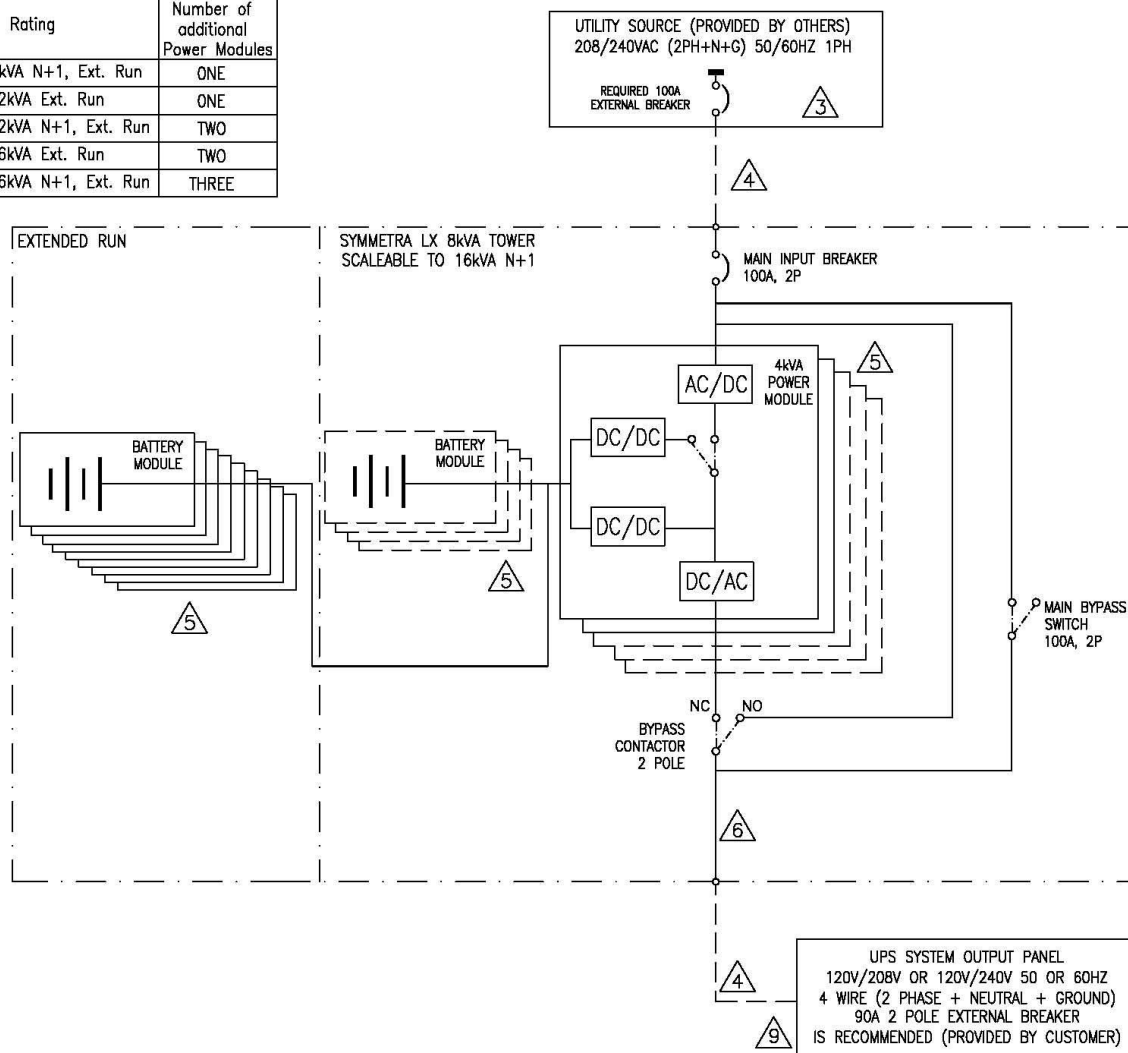 Rating
Number of
additional
Power Modules
kVA N+1, Ext. Run ONE
2kVA Ext. Run ONE
2kVA N+1, Ext. Run TWO
6kVA Ext. Run TWO
6kVA N+1, Ext. Run THREE
UTILITY SOURCE (PROVIDED BY OTHERS)
208/240VAC (2PH+N+G) 50/60HZ 1PH
REQUIRED 100A
EXTERNAL BREAKER
3
4
EXTENDED RUN
SYMMETRA LX 8kVA TOWER
SCALEABLE TO 16kVA N+1
MAIN INPUT BREAKER
100A, 2P
AC/DC
4kVA
POWER
MODULE
5
DC/DC
BATTERY
MODULE
BATTERY
MODULE
DC/DC
DC/AC
5
5
MAIN BYPASS
SWITCH
100A, 2P
NC
NO
BYPASS
CONTACTOR
2 POLE
6
4
9
UPS SYSTEM OUTPUT PANEL
120V/208V OR 120V/240V 50 OR 60HZ
4 WIRE (2 PHASE + NEUTRAL + GROUND)
90A 2 POLE EXTERNAL BREAKER
IS RECOMMENDED (PROVIDED BY CUSTOMER)